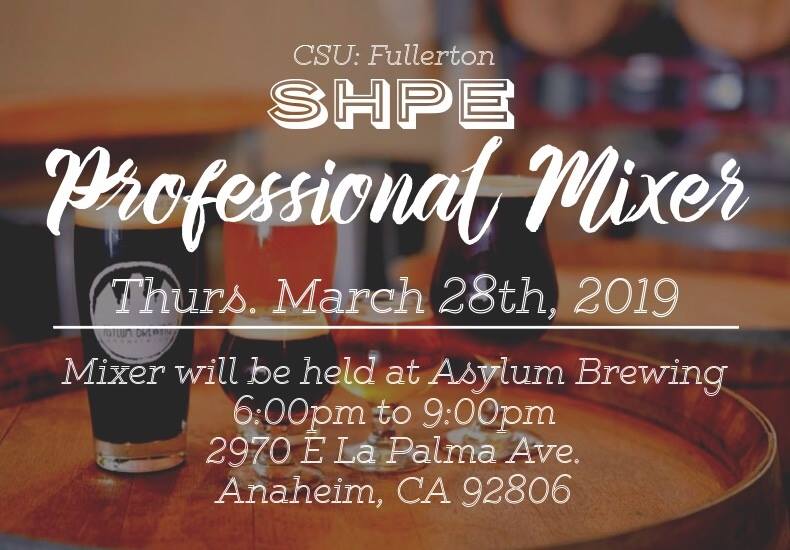 CSU: Fullerton
SHPE
Professional Mixer
Thurs. March 28th, 2019
Mixer will be held at Asylum Brewing
6:00pm to 9:00pm
2970 E La Palma Ave.
Anaheim, CA 92806